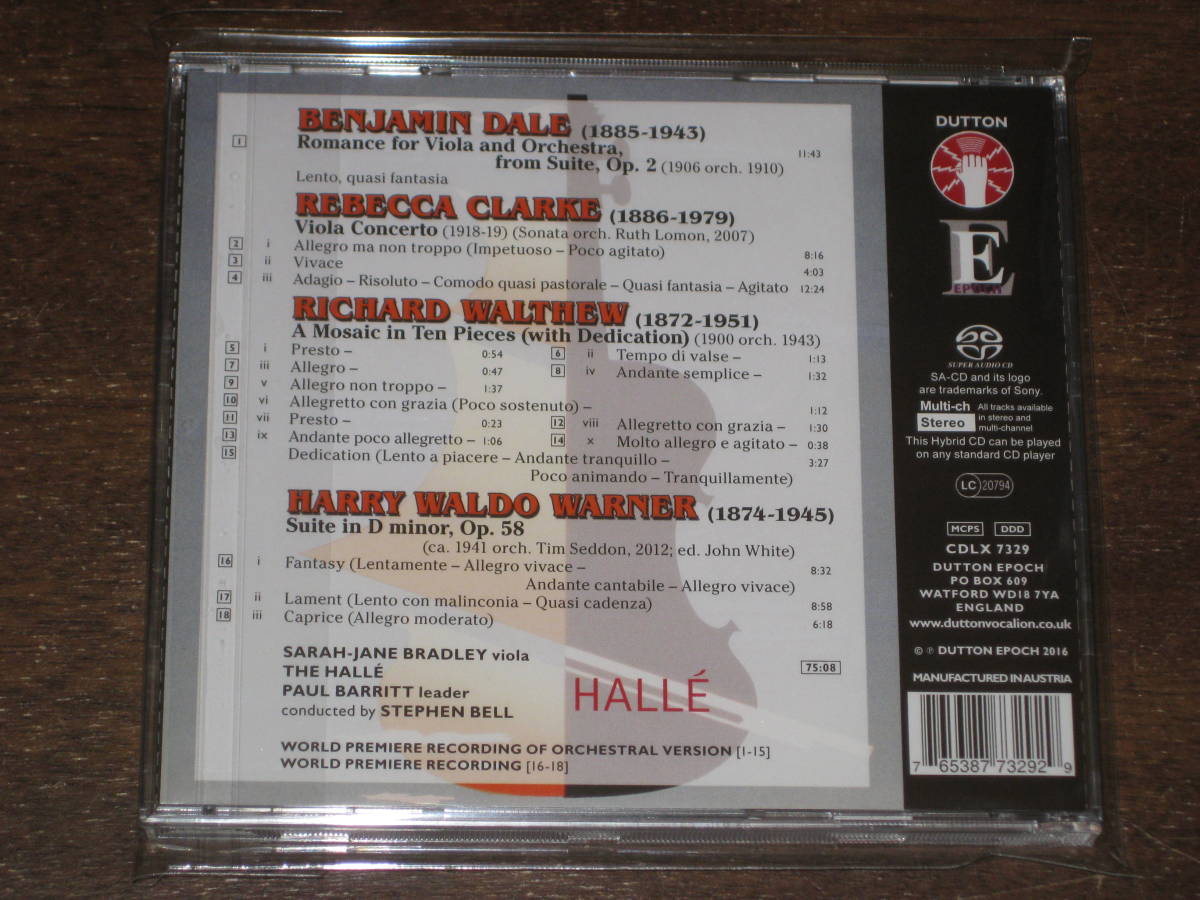 BENJAMIN DALE (1885-1943)
1 Romance for Viola and Orchestra, 11:43
from Suite, Op. 2 (1906 orch. 1910)
Lento, quasi fantasia
REBECCA CLARKE (1886-1979)
Viola Concerto (1918-19) (Sonata orch. Ruth Lomon, 2007)
2 i Allegro ma non troppo (Impetuoso – Poco agitato) 8:16
3 ii Vivace 4:03
4 iii Adagio – Risoluto – Comodo quasi pastorale – Quasi fantasia – Agitato 12:24
RICHARD WALTHEW (1872-1951)
A Mosaic in Ten Pieces (with Dedication) (1900 orch. 1943)
5 i Presto – 0:54 6 ii Tempo di valse – 1:13
7 iii Allegro – 0:47 8 iv Andante semplice – 1:32
9 v Allegro non troppo – 1:37
10 vi Allegretto con grazia (Poco sostenuto) – 1:12
11 vii Presto – 0:23 12 viii Allegretto con grazia – 1:30
13 ix Andante poco allegretto – 1:06 14 x Molto allegro e agitato – 0:38
15 Dedication (Lento a piacere – Andante tranquillo – 3:27
Poco animando – Tranquillamente)
HARRY WALDO WARNER (1874-1945)
Suite in D minor, Op. 58
(ca. 1941 orch. Tim Seddon, 2012; ed. John White)
16 i Fantasy (Lentamente – Allegro vivace – 8:32
Andante cantabile – Allegro vivace)
17 ii Lament (Lento con malinconia – Quasi cadenza) 8:58
18 iii Caprice (Allegro moderato) 6:18
SARAH-JANE BRADLEY viola 75:08
THE HALLÉ
PAUL BARRITT leader
conducted by STEPHEN BELL
HALLÉ
WORLD PREMIERE RECORDING OF ORCHESTRAL VERSION [1-15]
WORLD PREMIERE RECORDING [16-18]
DUTTON
E
EPOCH
SUPER AUDIO CD
SA-CD and its logo
are trademarks of Sony.
Multi-ch
Stereo
All tracks available
in stereo and
multi-channel
This Hybrid CD can be played
on any standard CD player
LC 20794
MCPS DDD
CDLX 7329
DUTTON EPOCH
PO BOX 609
WATFORD WD18 7YA
ENGLAND
www.duttonvocalion.co.uk
© ℗ DUTTON EPOCH 2016
MANUFACTURED IN AUSTRIA
7 65387 73292 9